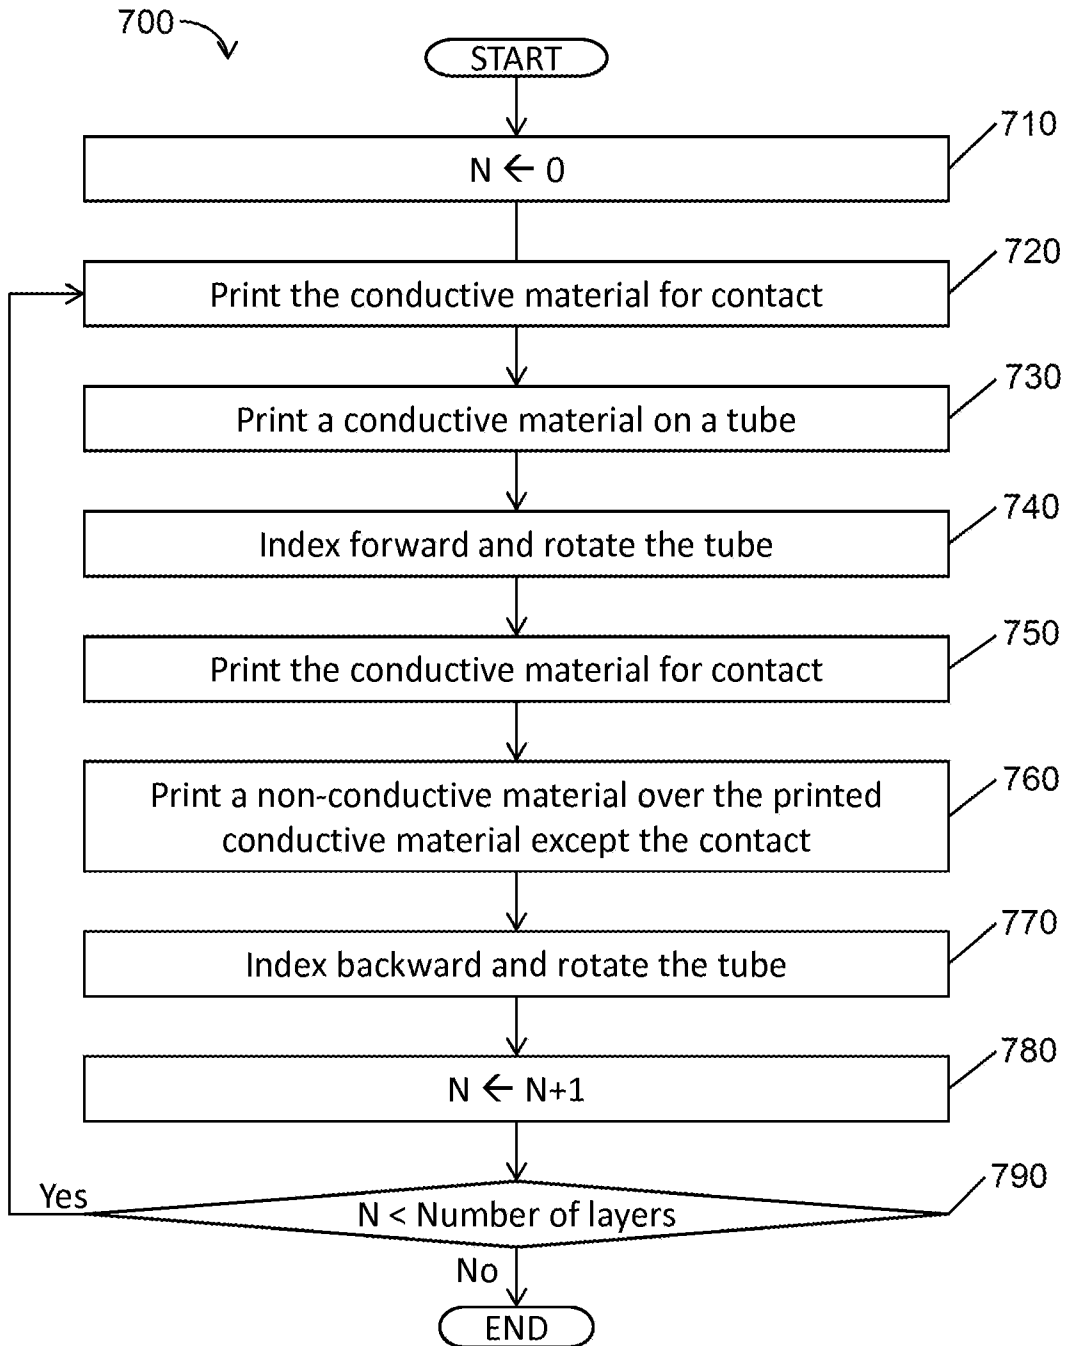 700
START
710
N ← 0
720
Print the conductive material for contact
730
Print a conductive material on a tube
740
Index forward and rotate the tube
750
Print the conductive material for contact
760
Print a non-conductive material over the printed
conductive material except the contact
770
Index backward and rotate the tube
780
N ← N+1
790
Yes
N < Number of layers
No
END